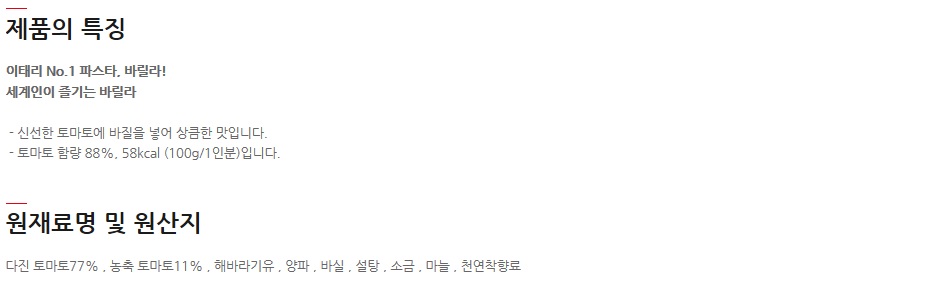 제품의 특징
이태리 No.1 파스타, 바릴라!
세계인이 즐기는 바릴라
- 신선한 토마토에 바질을 넣어 상큼한 맛입니다.
- 토마토 함량 88%, 58kcal (100g/1인분)입니다.
원재료명 및 원산지
다진 토마토77% , 농축 토마토11% , 해바라기유 , 양파 , 바실 , 설탕 , 소금 , 마늘 , 천연착향료